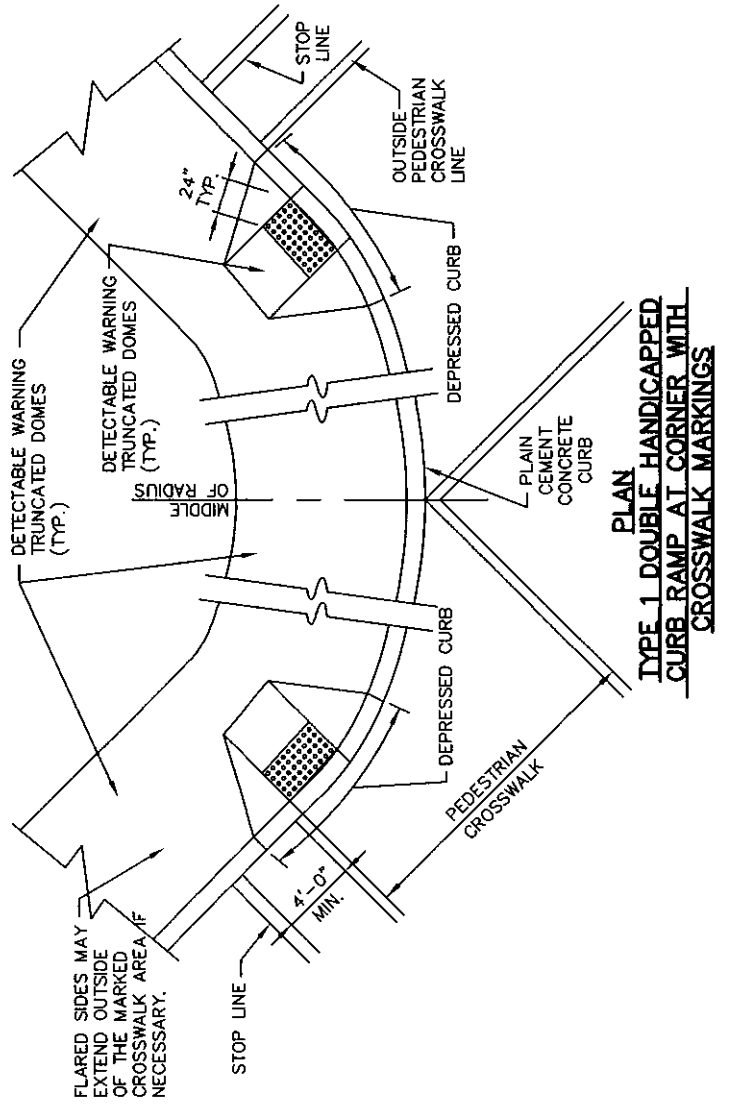 FLARED SIDES MAY
EXTEND OUTSIDE
OF THE MARKED
CROSSWALK AREA IF
NECESSARY.
DETECTABLE WARNING
TRUNCATED DOMES
(TYP.)
DETECTABLE WARNING
TRUNCATED DOMES
(TYP.)
24"
TYP.
STOP
LINE
OUTSIDE
PEDESTRIAN
CROSSWALK
LINE
MIDDLE
OF RADIUS
DEPRESSED CURB
DEPRESSED CURB
STOP LINE
4'-0"
MIN.
PEDESTRIAN
CROSSWALK
PLAIN
CEMENT
CONCRETE
CURB
PLAN
TYPE 1 DOUBLE HANDICAPPED
CURB RAMP AT CORNER WITH
CROSSWALK MARKINGS